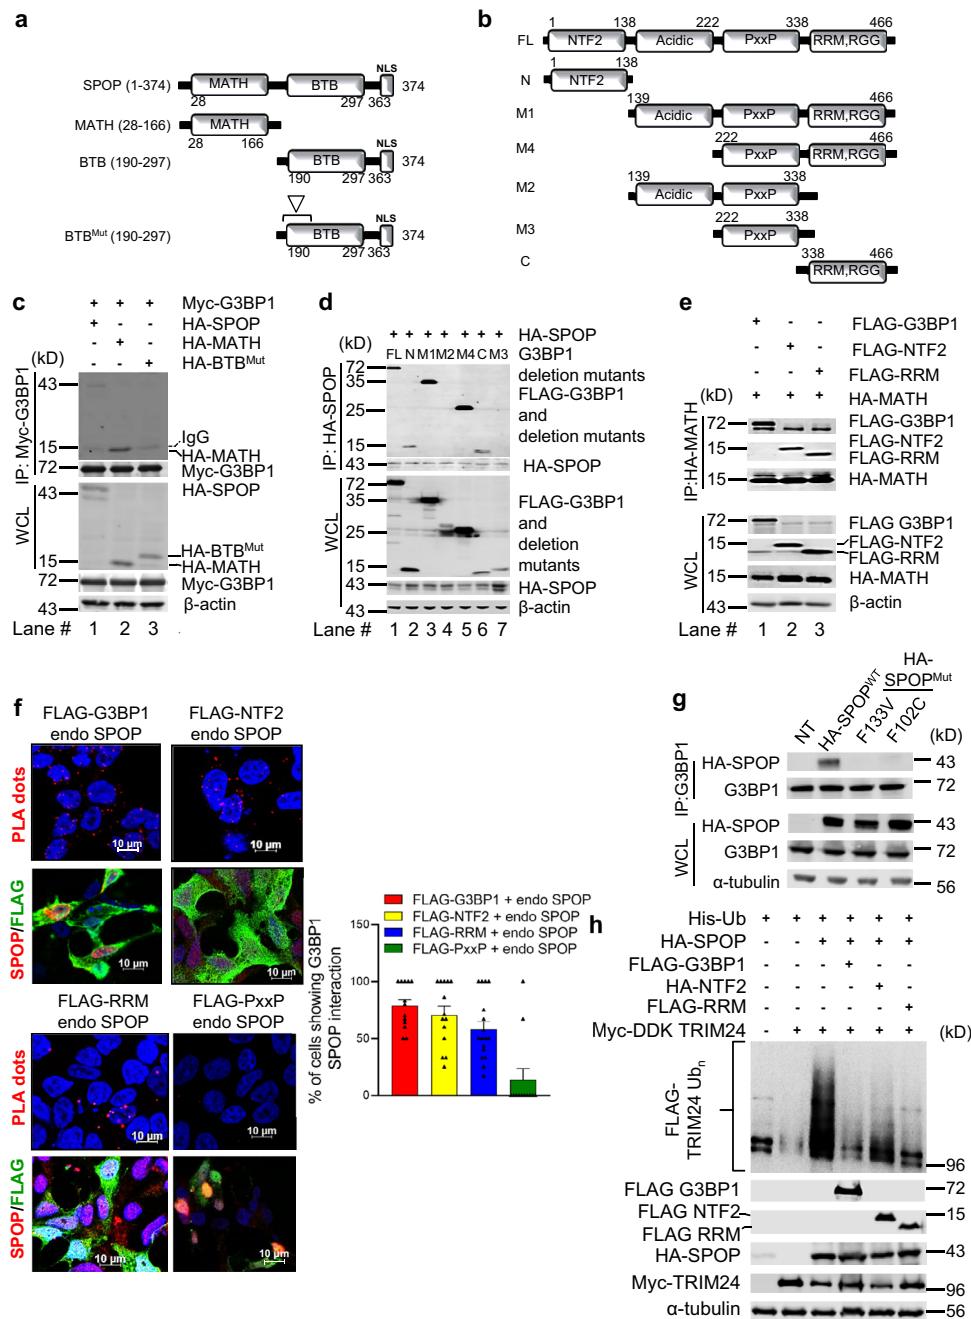 a
SPOP (1-374) MATH BTB NLS 374
28 297 363
MATH (28-166) MATH
28 166
BTB (190-297) BTB NLS 374
190 297 363
BTB^Mut (190-297) BTB NLS 374
190 297 363
b
1 138 222 338 466
FL NTF2 Acidic PxxP RRM,RGG
1 138
N NTF2
139 466
M1 Acidic PxxP RRM,RGG
222 466
M4 PxxP RRM,RGG
139 338
M2 Acidic PxxP
222 338
M3 PxxP
338 466
C RRM,RGG
c
+ + + Myc-G3BP1
+ - - HA-SPOP
- + - HA-MATH
- - + HA-BTB^Mut
(kD)
IP: Myc-G3BP1
43
IgG
15 HA-MATH
72 Myc-G3BP1
WCL
43 HA-SPOP
HA-BTB^Mut
15 HA-MATH
72 Myc-G3BP1
43 β-actin
Lane # 1 2 3
d
+ + + + + + + HA-SPOP
(kD) FL N M1 M2 M4 C M3 G3BP1 deletion mutants
IP: HA-SPOP
72
35
25
15
FLAG-G3BP1 and deletion mutants
43 HA-SPOP
WCL
72
35
25
15
FLAG-G3BP1 and deletion mutants
43 HA-SPOP
43 β-actin
Lane # 1 2 3 4 5 6 7
e
+ - - FLAG-G3BP1
- + - FLAG-NTF2
- - + FLAG-RRM
(kD) + + + HA-MATH
IP:HA-MATH
72 FLAG-G3BP1
15 FLAG-NTF2
FLAG-RRM
15 HA-MATH
WCL
72 FLAG G3BP1
15 FLAG-NTF2
FLAG-RRM
15 HA-MATH
43 β-actin
Lane # 1 2 3
f
FLAG-G3BP1 endo SPOP
FLAG-NTF2 endo SPOP
PLA dots
10 μm 10 μm
SPOP/FLAG
10 μm 10 μm
FLAG-RRM endo SPOP
FLAG-PxxP endo SPOP
PLA dots
10 μm 10 μm
SPOP/FLAG
10 μm 10 μm
FLAG-G3BP1 + endo SPOP
FLAG-NTF2 + endo SPOP
FLAG-RRM + endo SPOP
FLAG-PxxP + endo SPOP
% of cells showing G3BP1 SPOP interaction
100
50
0
g
HA-SPOP^Mut
NT HA-SPOP^WT F133V F102C (kD)
IP:G3BP1
HA-SPOP 43
G3BP1 72
WCL
HA-SPOP 43
G3BP1 72
α-tubulin 56
h
His-Ub + + + + + +
HA-SPOP - - + + + +
FLAG-G3BP1 - - - + - -
HA-NTF2 - - - - + -
FLAG-RRM - - - - - +
Myc-DDK TRIM24 - + + + + + (kD)
FLAG-TRIM24 Ub_n
96
FLAG G3BP1 72
FLAG NTF2 15
FLAG RRM
HA-SPOP 43
Myc-TRIM24 96
α-tubulin 56